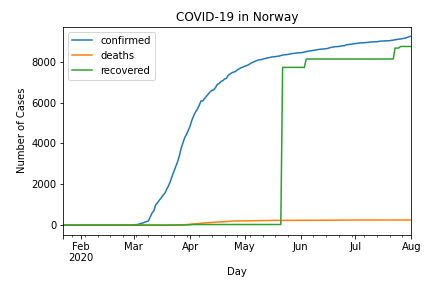 COVID-19 in Norway
confirmed
deaths
recovered
Number of Cases
8000
6000
4000
2000
0
Feb Mar Apr May Jun Jul Aug
2020
Day